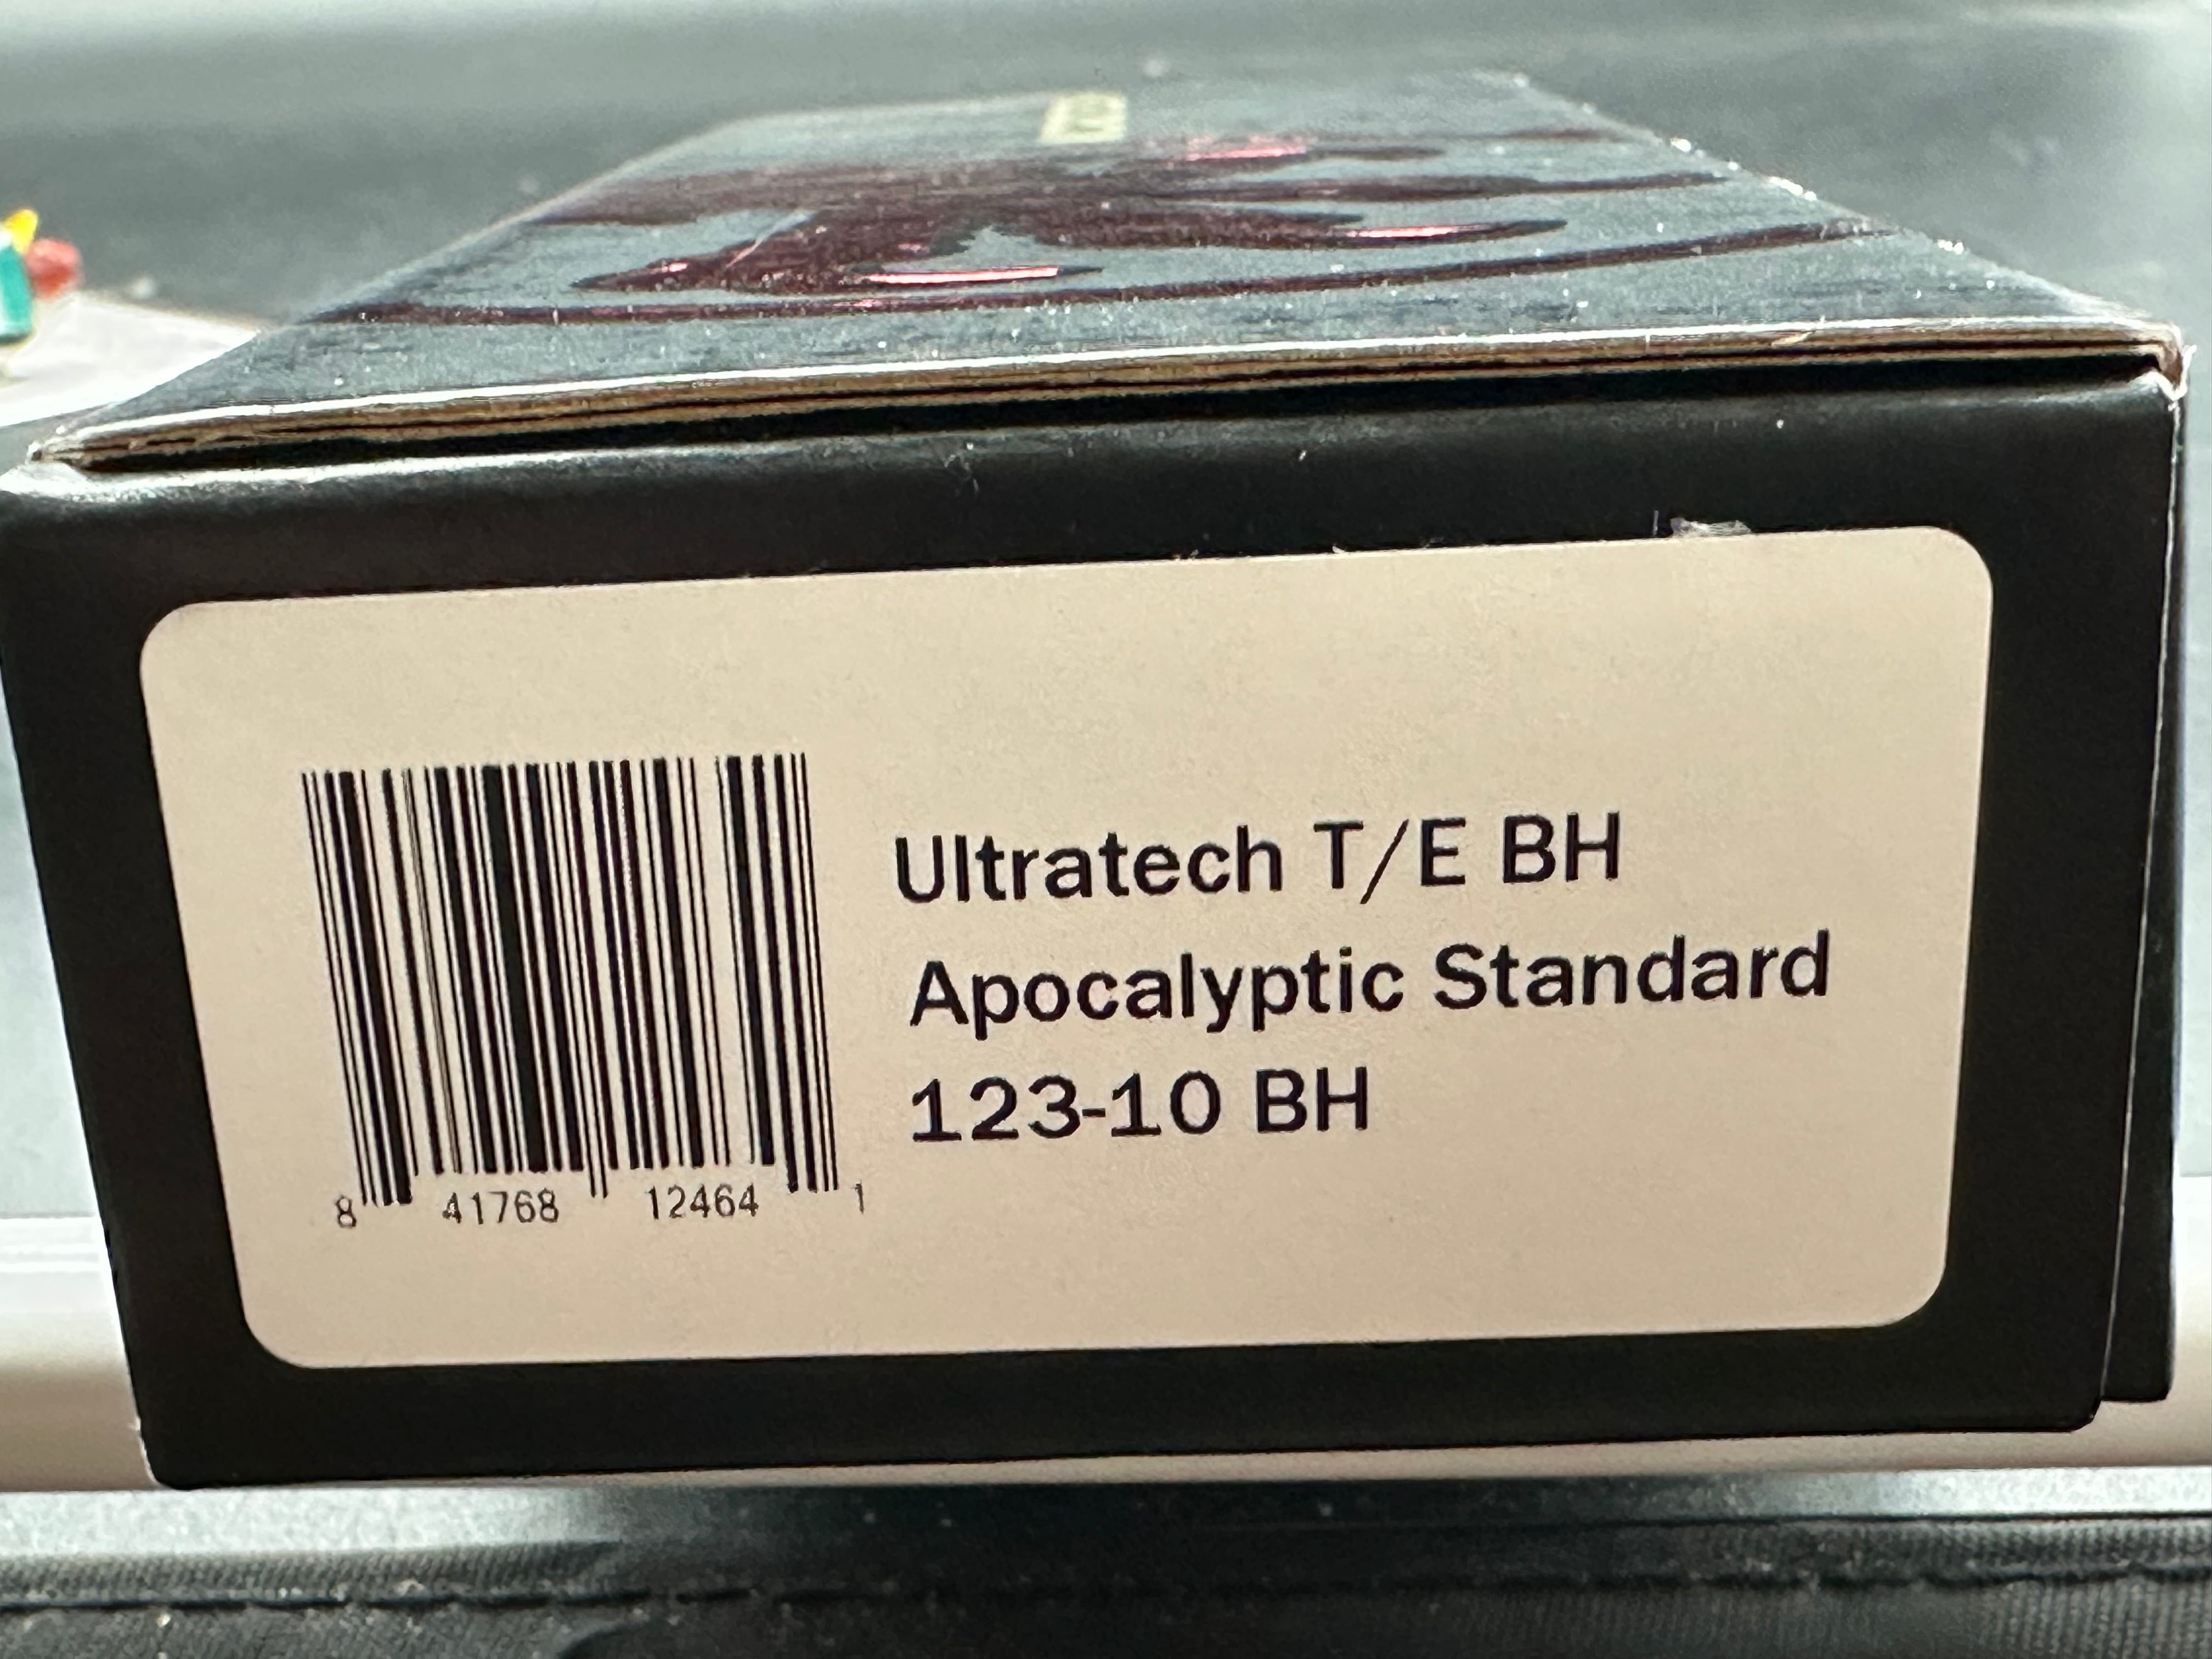 Ultratech T/E BH
Apocalyptic Standard
123-10 BH
8 41768 12464 1